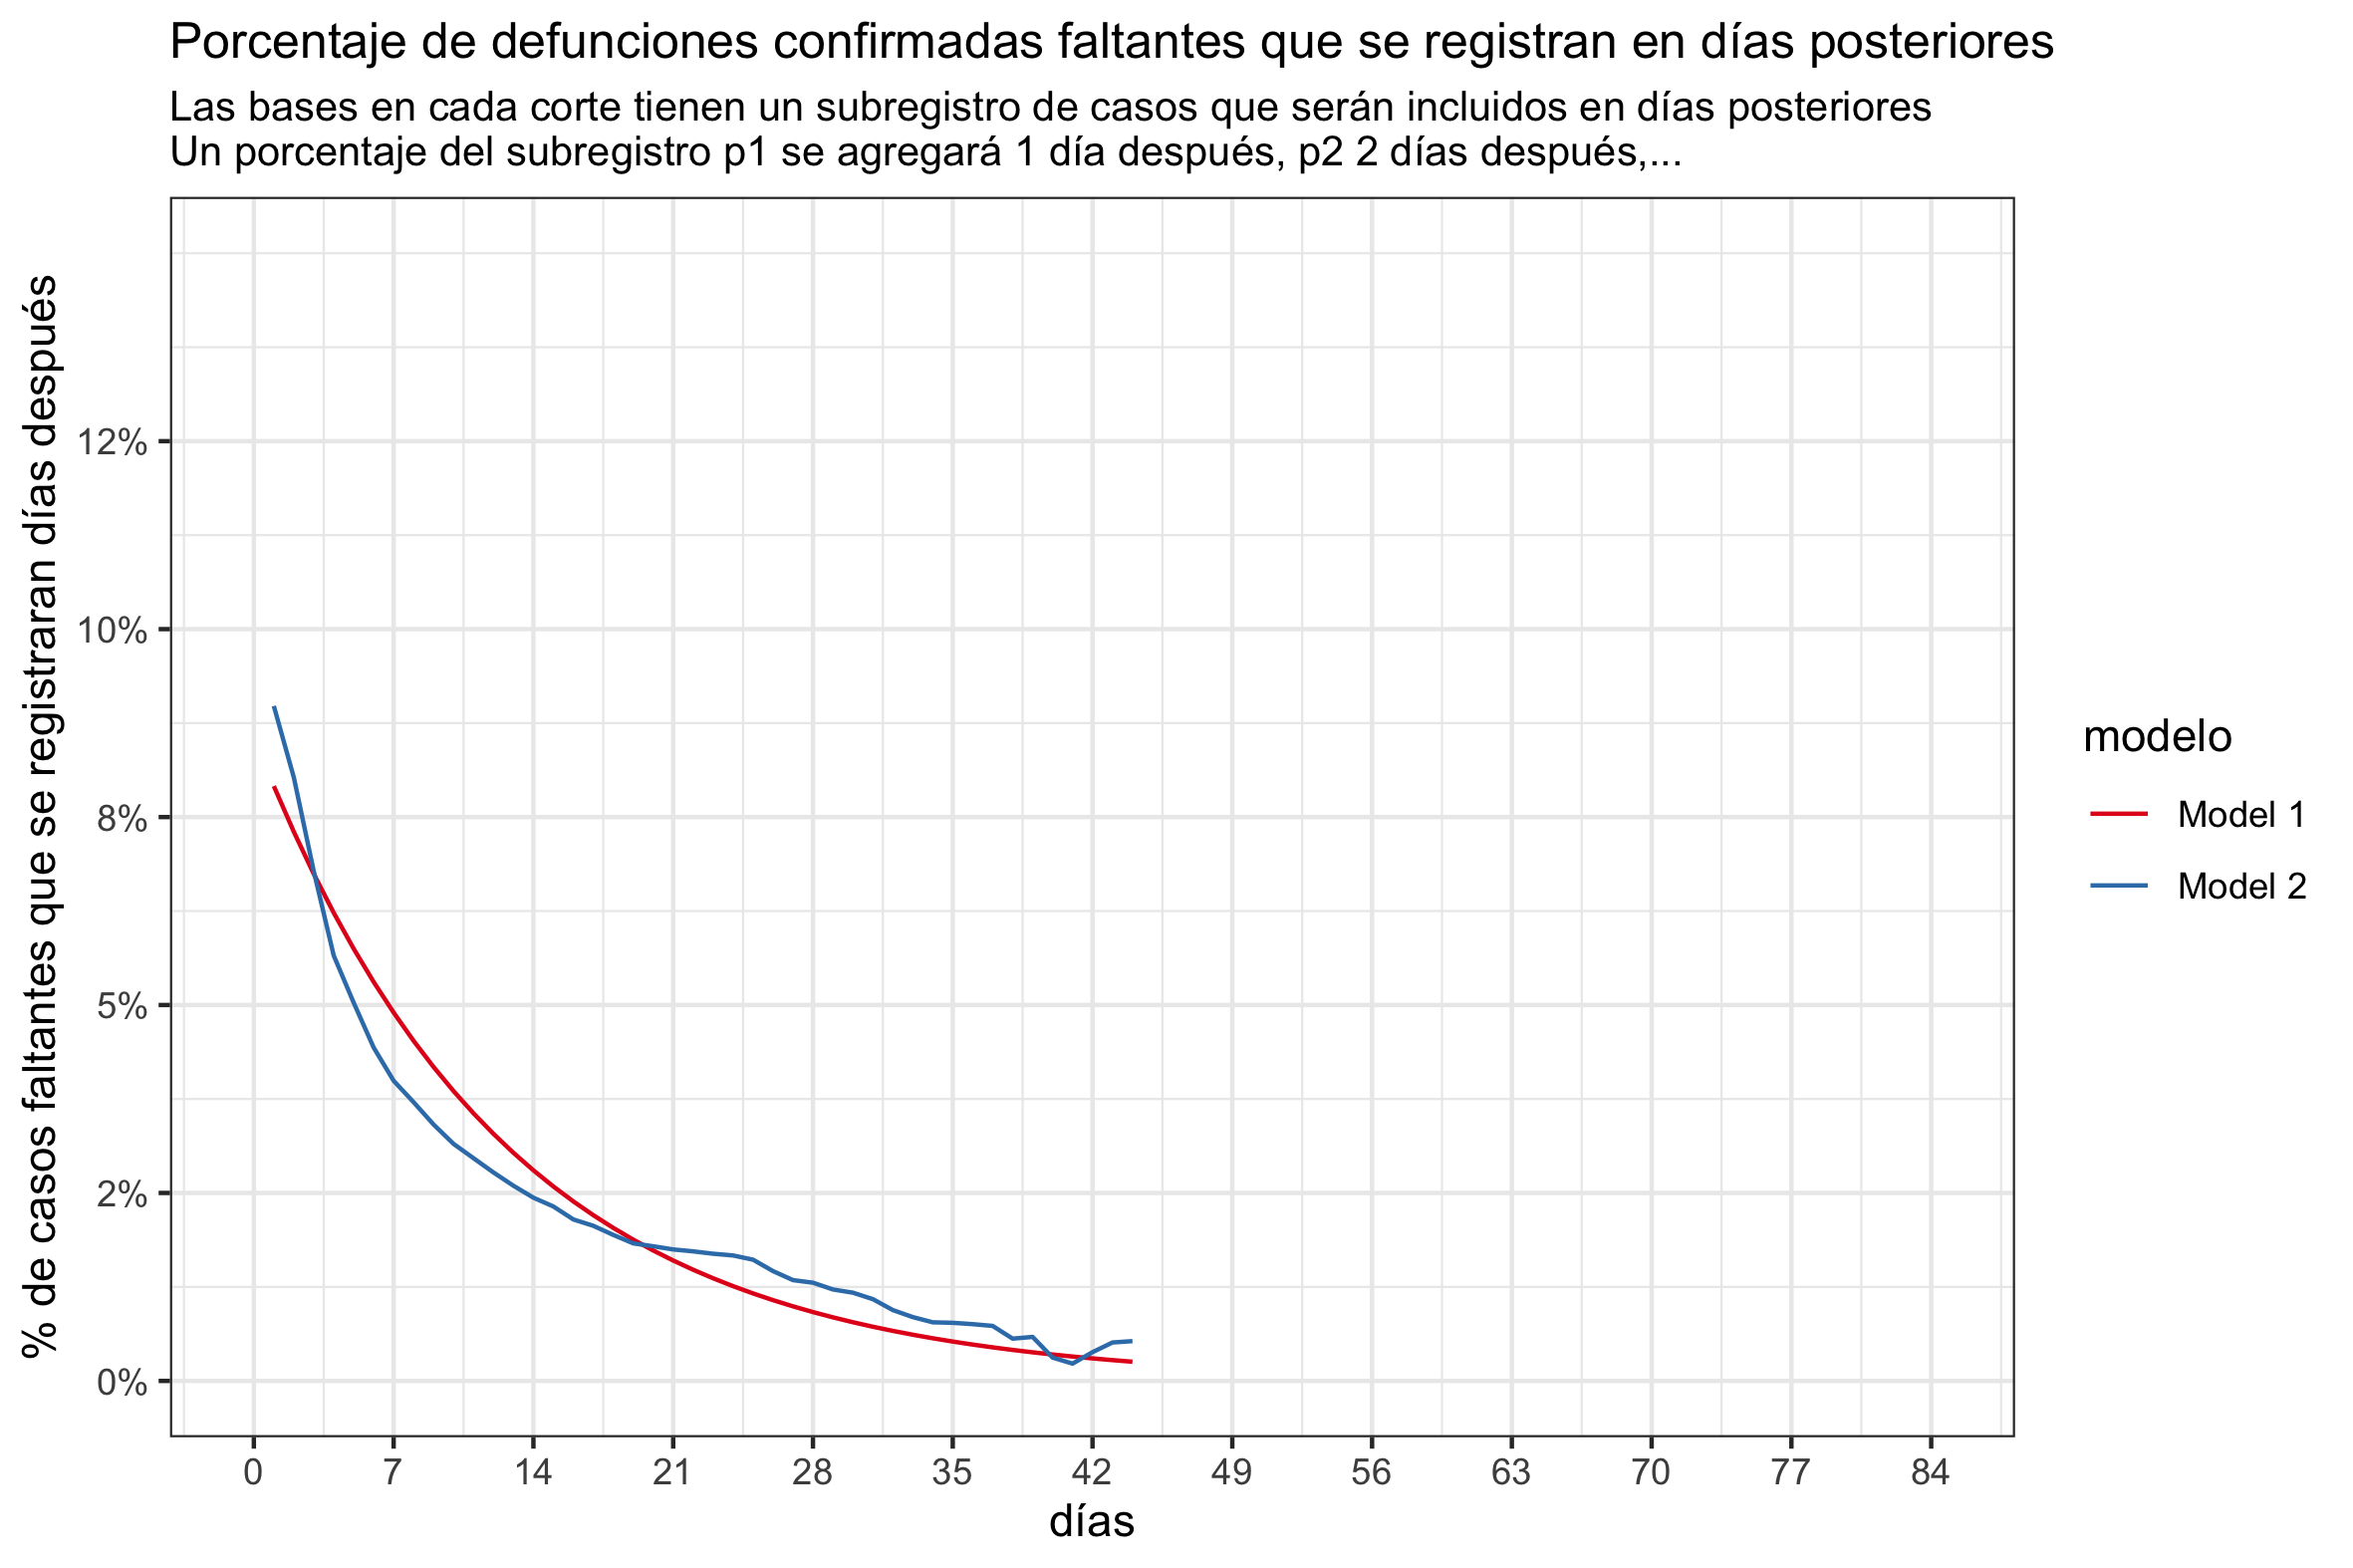 Porcentaje de defunciones confirmadas faltantes que se registran en días posteriores
Las bases en cada corte tienen un subregistro de casos que serán incluidos en días posteriores
Un porcentaje del subregistro p1 se agregará 1 día después, p2 2 días después,...
% de casos faltantes que se registraran días después
12%
10%
8%
5%
2%
0%
0 7 14 21 28 35 42 49 56 63 70 77 84
días
modelo
Model 1
Model 2